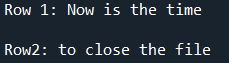 Row 1: Now is the time
Row2: to close the file